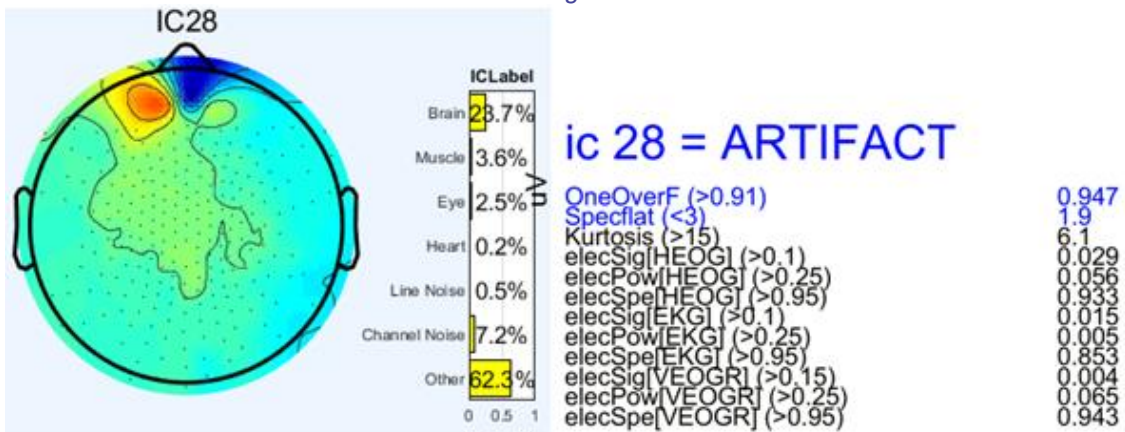 IC28
ICLabel
Brain 23.7%
Muscle 3.6%
Eye 2.5%
Heart 0.2%
Line Noise 0.5%
Channel Noise 7.2%
Other 62.3%
0 0.5 1
ic 28 = ARTIFACT
OneOverF (>0.91) 0.947
Specflat (<3) 1.9
Kurtosis (>15) 6.1
elecSig[HEOG] (>0.1) 0.029
elecPow[HEOG] (>0.25) 0.056
elecSpe[HEOG] (>0.95) 0.933
elecSig[EKG] (>0.1) 0.015
elecPow[EKG] (>0.25) 0.005
elecSpe[EKG] (>0.95) 0.853
elecSig[VEOGR] (>0.15) 0.004
elecPow[VEOGR] (>0.25) 0.065
elecSpe[VEOGR] (>0.95) 0.943